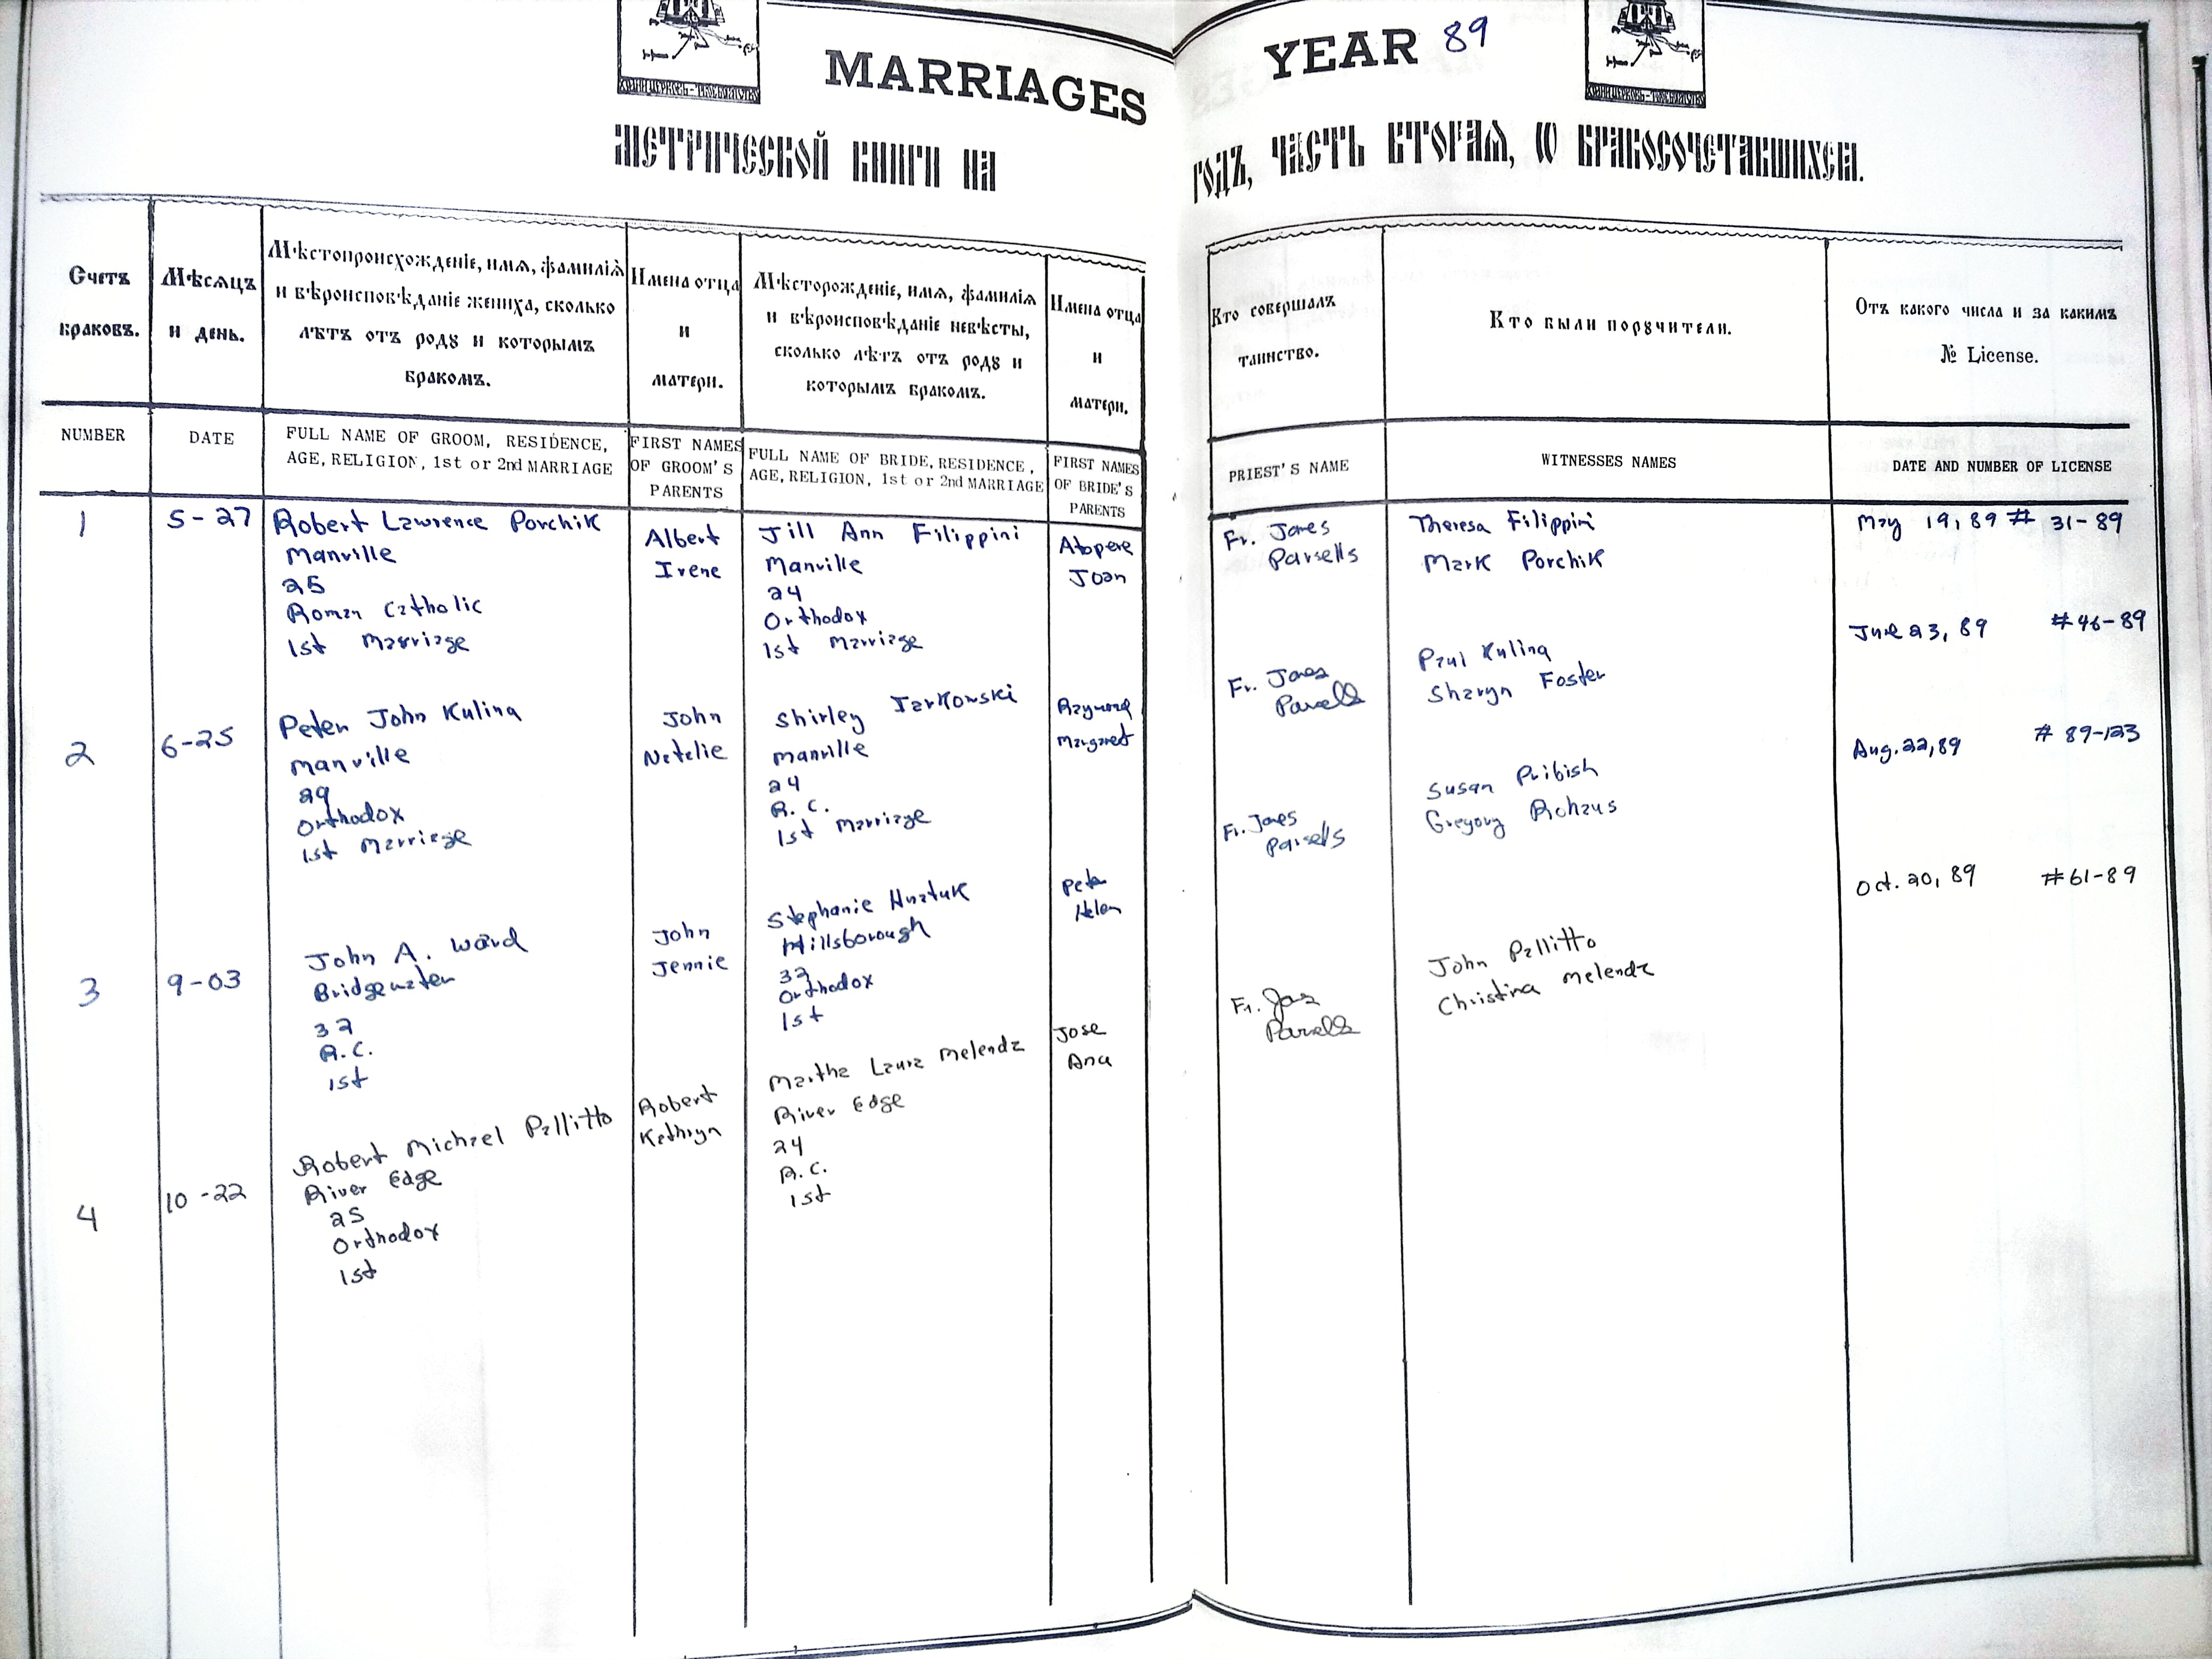 MARRIAGES YEAR 89
МЕТРИЧЕСКОЙ КНИГИ НА ГОДЪ, ЧАСТЬ ВТОРАЯ, Ѡ БРАКОСОЧЕТАВШИХСЯ.
Счетъ
браковъ.
Мѣсяцъ
и день.
Мѣстопроисхожденіе, имя, фамилія
и вѣроисповѣданіе жениха, сколько
лѣтъ отъ роду и которымъ
бракомъ.
Имена отца
и
матери.
Мѣсторожденіе, имя, фамилія
и вѣроисповѣданіе невѣсты,
сколько лѣтъ отъ роду и
которымъ бракомъ.
Имена отца
и
матери.
Кто совершалъ
таинство.
Кто были поручители.
Отъ какого числа и за какимъ
№ License.
NUMBER
DATE
FULL NAME OF GROOM, RESIDENCE,
AGE, RELIGION, 1st or 2nd MARRIAGE
FIRST NAMES
OF GROOM'S
PARENTS
FULL NAME OF BRIDE, RESIDENCE,
AGE, RELIGION, 1st or 2nd MARRIAGE
FIRST NAMES
OF BRIDE'S
PARENTS
PRIEST'S NAME
WITNESSES NAMES
DATE AND NUMBER OF LICENSE
1
5-27
Robert Lawrence Porchik
Manville
25
Roman Catholic
1st Marriage
Albert
Irene
Jill Ann Filippini
Manville
24
Orthodox
1st Marriage
Joan
Fr. James
Parsells
Theresa Filippini
Mark Porchik
May 19, 89 # 31-89
2
6-25
Peter John Kulina
Manville
29
Orthodox
1st Marriage
John
Natalie
Shirley Jarkowski
Manville
24
R.C.
1st Marriage
Raymond
Margaret
Fr. James
Parsells
Paul Kulina
Sharyn Foster
June 23, 89 #46-89
3
9-03
John A. Ward
Bridgewater
32
R.C.
1st
John
Jennie
Stephanie Hnatuk
Hillsborough
32
Orthodox
1st
Peter
Helen
Fr. James
Parsells
Susan Pribish
Gregory
Aug. 22, 89 # 89-123
4
10-22
Robert Michael Pallitto
River Edge
25
Orthodox
1st
Robert
Kathryn
Martha Laura Melendz
River Edge
24
R.C.
1st
Jose
Ana
Fr. James
Parsells
John Pallitto
Christina Melendz
Oct. 20, 89 #61-89